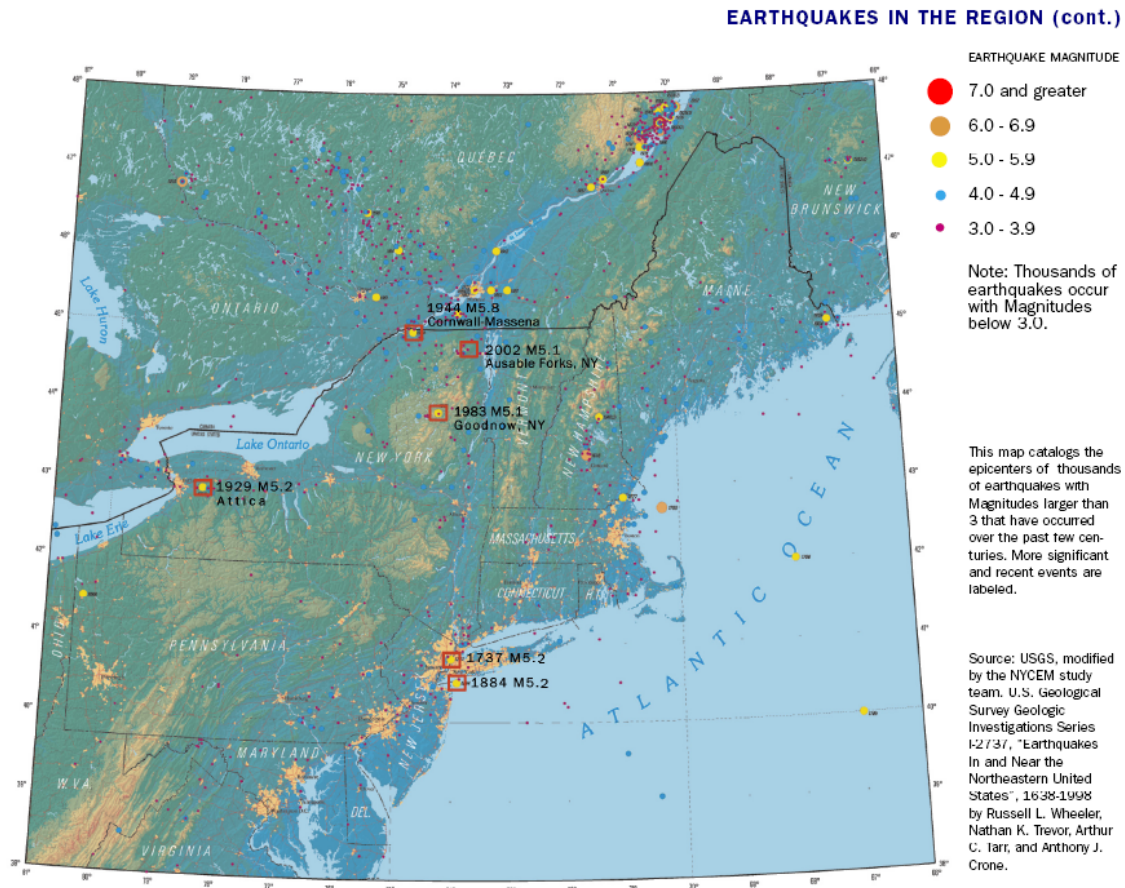 EARTHQUAKES IN THE REGION (cont.)
EARTHQUAKE MAGNITUDE
7.0 and greater
6.0 - 6.9
5.0 - 5.9
4.0 - 4.9
3.0 - 3.9
Note: Thousands of
earthquakes occur
with Magnitudes
below 3.0.
This map catalogs the
epicenters of thousands
of earthquakes with
Magnitudes larger than
3 that have occurred
over the past few cen-
turies. More significant
and recent events are
labeled.
Source: USGS, modified
by the NYCEM study
team. U.S. Geological
Survey Geologic
Investigations Series
I-2737, "Earthquakes
In and Near the
Northeastern United
States", 1638-1998
by Russell L. Wheeler,
Nathan K. Trevor, Arthur
C. Tarr, and Anthony J.
Crone.
QUÉBEC
NEW
BRUNSWICK
Lake Huron
ONTARIO
MAINE
1944 M5.8
Cornwall-Massena
2002 M5.1
Ausable Forks, NY
1983 M5.1
Goodnow, NY
VERMONT
NEW HAMPSHIRE
Lake Ontario
NEW YORK
1929 M5.2
Attica
Lake Erie
MASSACHUSETTS
CONNECTICUT
R.I.
ATLANTIC OCEAN
OHIO
PENNSYLVANIA
1737 M5.2
1884 M5.2
NEW JERSEY
MARYLAND
W.VA.
DEL.
VIRGINIA